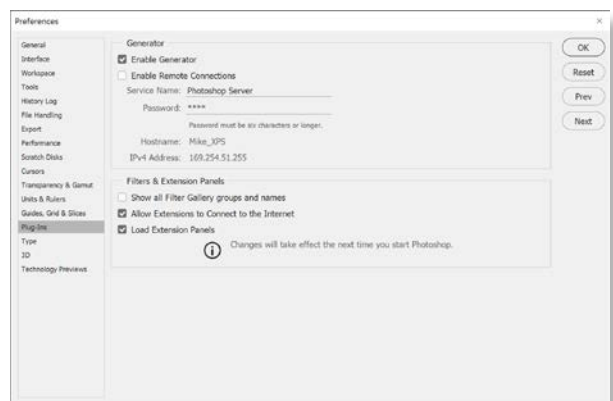 Preferences
General
Interface
Workspace
Tools
History Log
File Handling
Export
Performance
Scratch Disks
Cursors
Transparency & Gamut
Units & Rulers
Guides, Grid & Slices
Plug-Ins
Type
3D
Technology Previews
Generator
Enable Generator
Enable Remote Connections
Service Name: Photoshop Server
Password: ****
Password must be six characters or longer.
Hostname: Mike_XPS
IPv4 Address: 169.254.51.255
Filters & Extension Panels
Show all Filter Gallery groups and names
Allow Extensions to Connect to the Internet
Load Extension Panels
Changes will take effect the next time you start Photoshop.
OK
Reset
Prev
Next